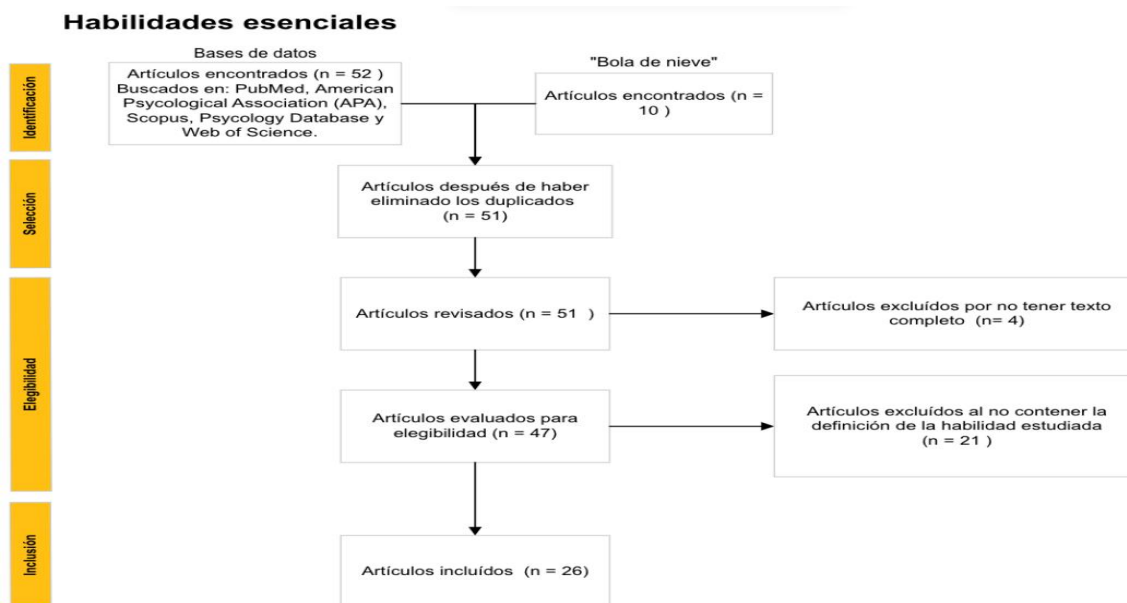 Habilidades esenciales
Bases de datos
Artículos encontrados (n = 52 )
Buscados en: PubMed, American
Psycological Association (APA),
Scopus, Psycology Database y
Web of Science.
"Bola de nieve"
Artículos encontrados (n =
10 )
Identificación
Artículos después de haber
eliminado los duplicados
(n = 51)
Selección
Artículos revisados (n = 51 )
Artículos excluídos por no tener texto
completo (n= 4)
Elegibilidad
Artículos evaluados para
elegibilidad (n = 47)
Artículos excluídos al no contener la
definición de la habilidad estudiada
(n = 21 )
Inclusión
Artículos incluídos (n = 26)